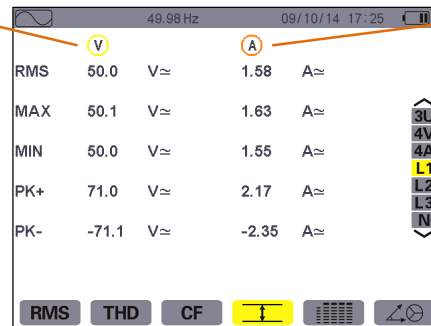 49.98 Hz 09/10/14 17:25
V A
RMS 50.0 V≃ 1.58 A≃
MAX 50.1 V≃ 1.63 A≃
MIN 50.0 V≃ 1.55 A≃
PK+ 71.0 V≃ 2.17 A≃
PK- -71.1 V≃ -2.35 A≃
3U
4V
4A
L1
L2
L3
N
RMS THD CF